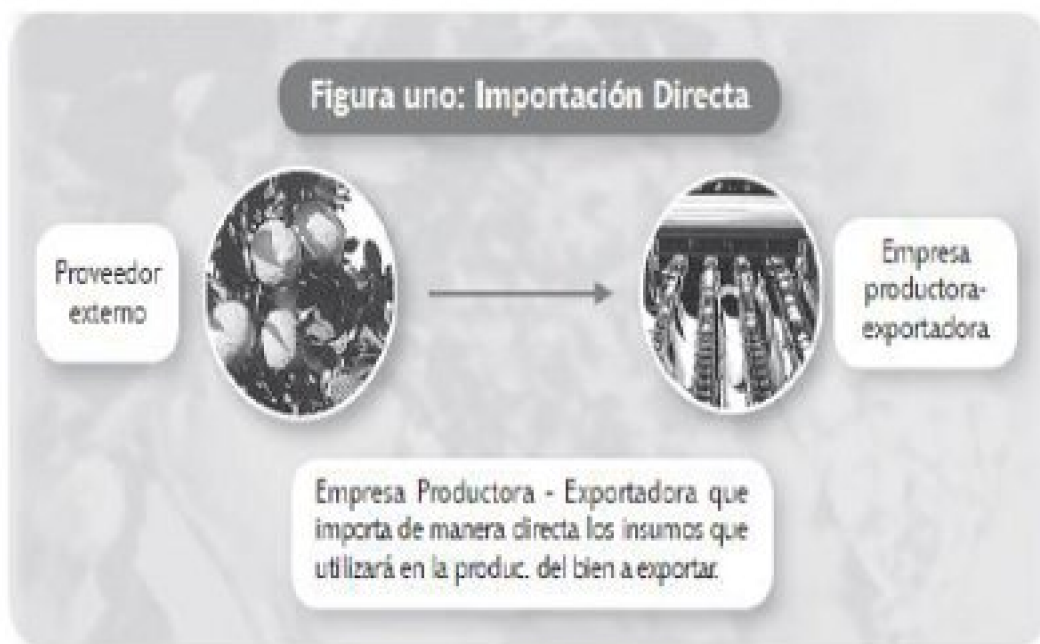 Figura uno: Importación Directa
Proveedor
externo
Empresa
productora-
exportadora
Empresa Productora - Exportadora que
importa de manera directa los insumos que
utilizará en la produc. del bien a exportar.